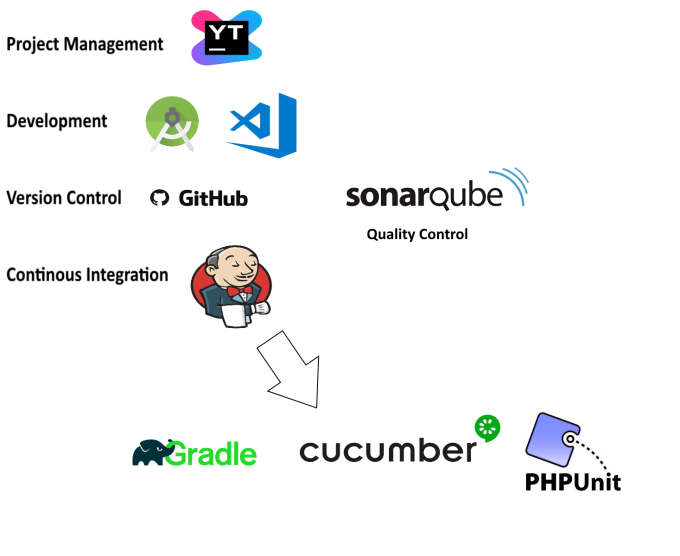 Project Management
YT
Development
Version Control
GitHub
sonarqube
Quality Control
Continous Integration
Gradle
cucumber
PHPUnit